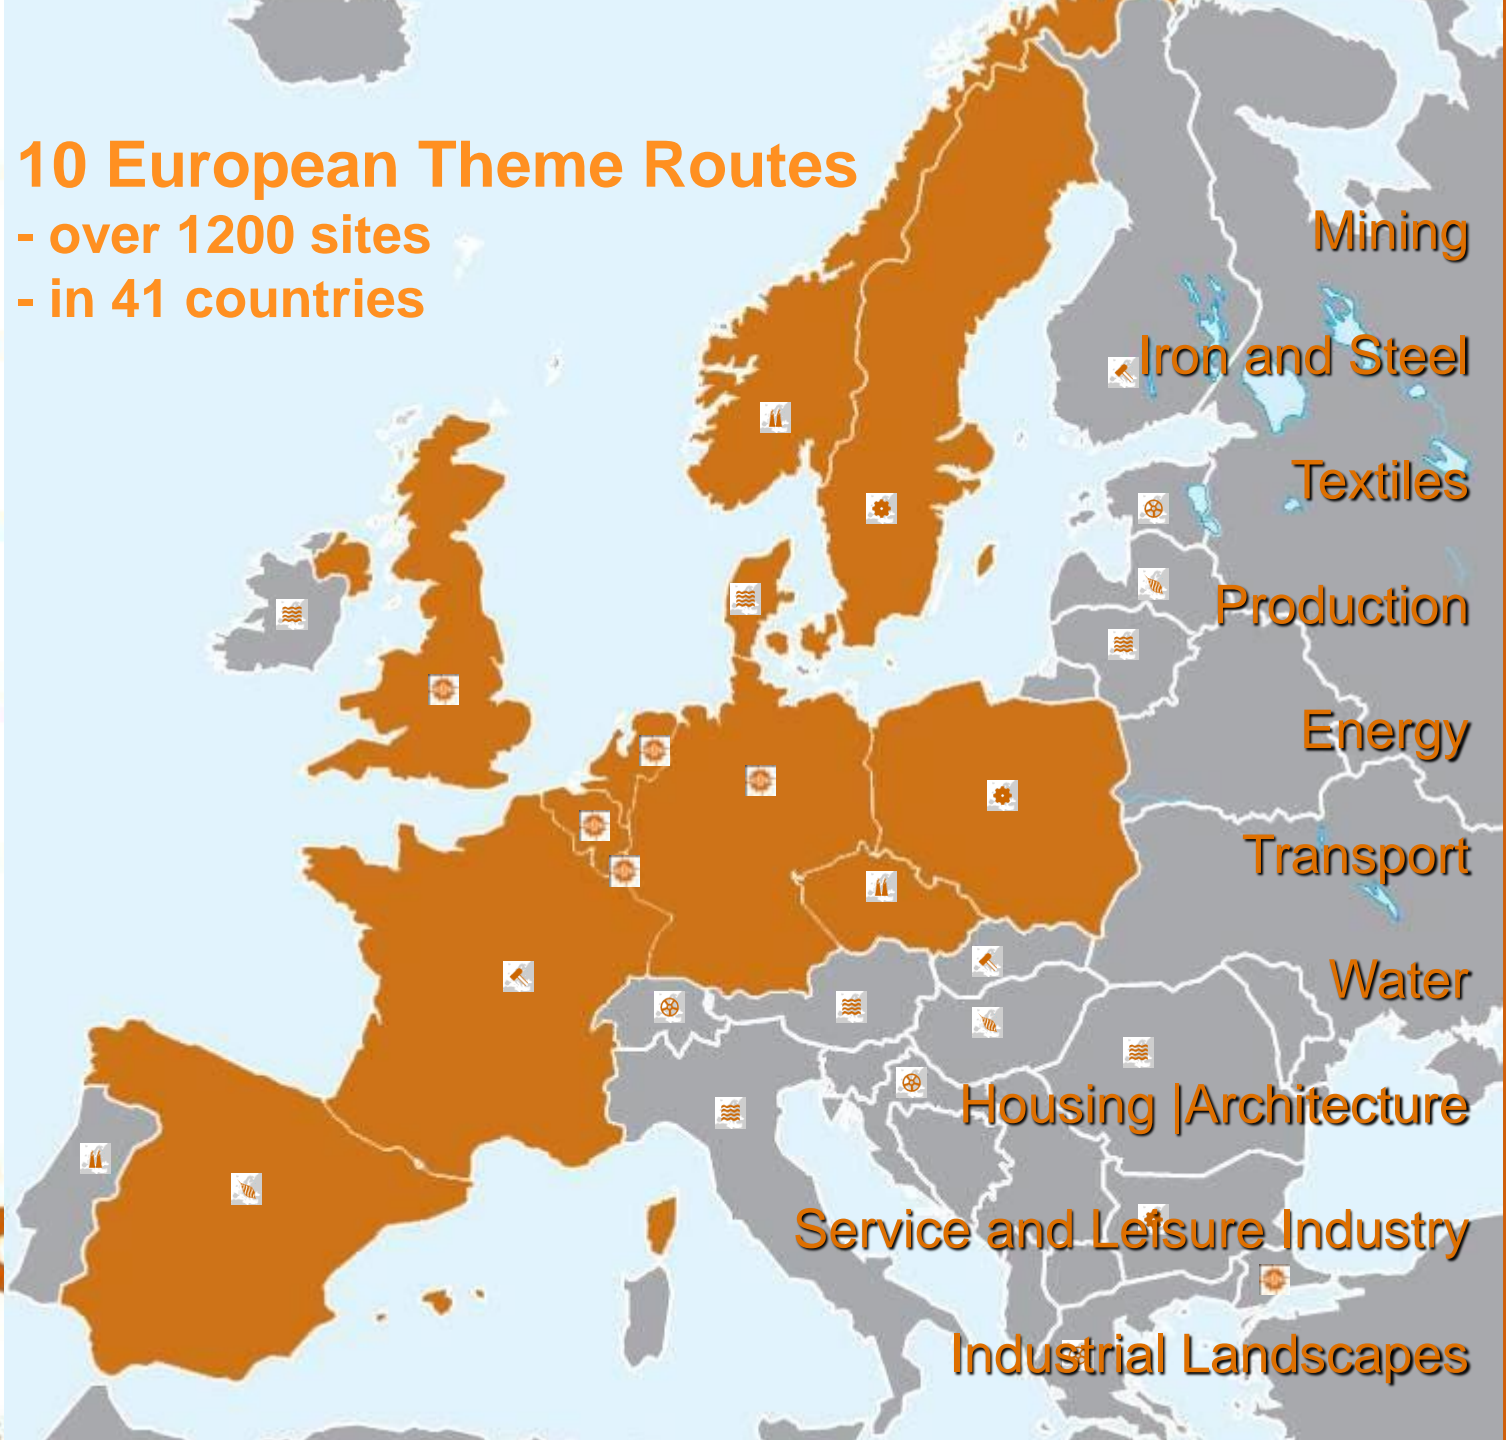 10 European Theme Routes
- over 1200 sites
- in 41 countries
Mining
Iron and Steel
Textiles
Production
Energy
Transport
Water
Housing |Architecture
Service and Leisure Industry
Industrial Landscapes